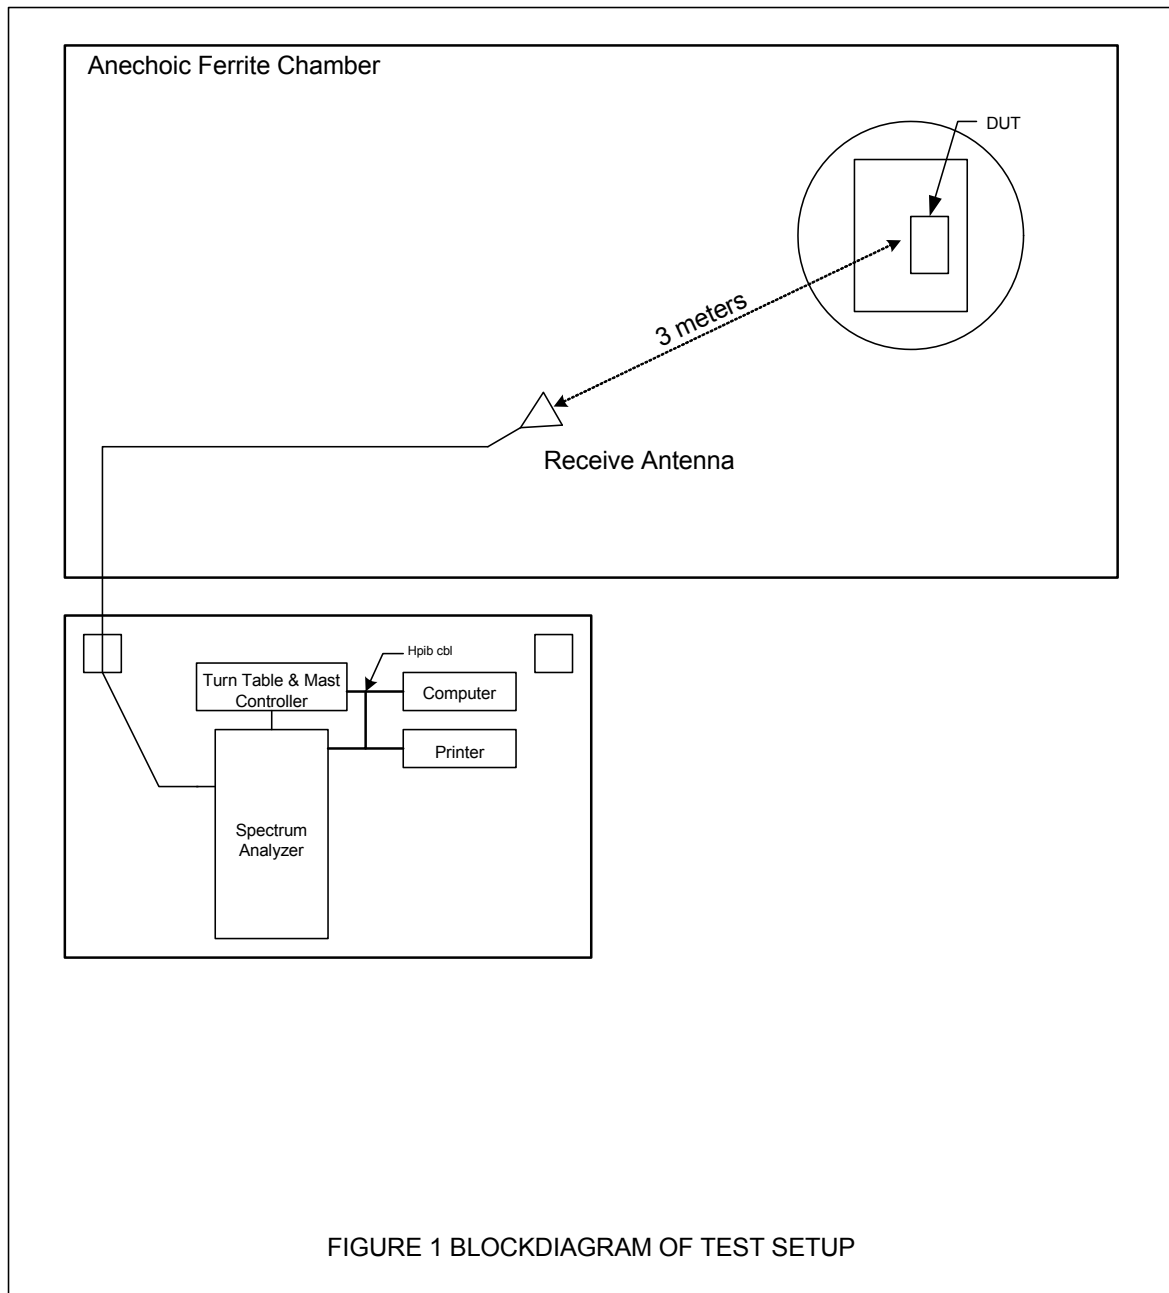 Anechoic Ferrite Chamber
DUT
3 meters
Receive Antenna
Hpib cbl
Turn Table & Mast
Controller
Computer
Printer
Spectrum
Analyzer
FIGURE 1 BLOCKDIAGRAM OF TEST SETUP